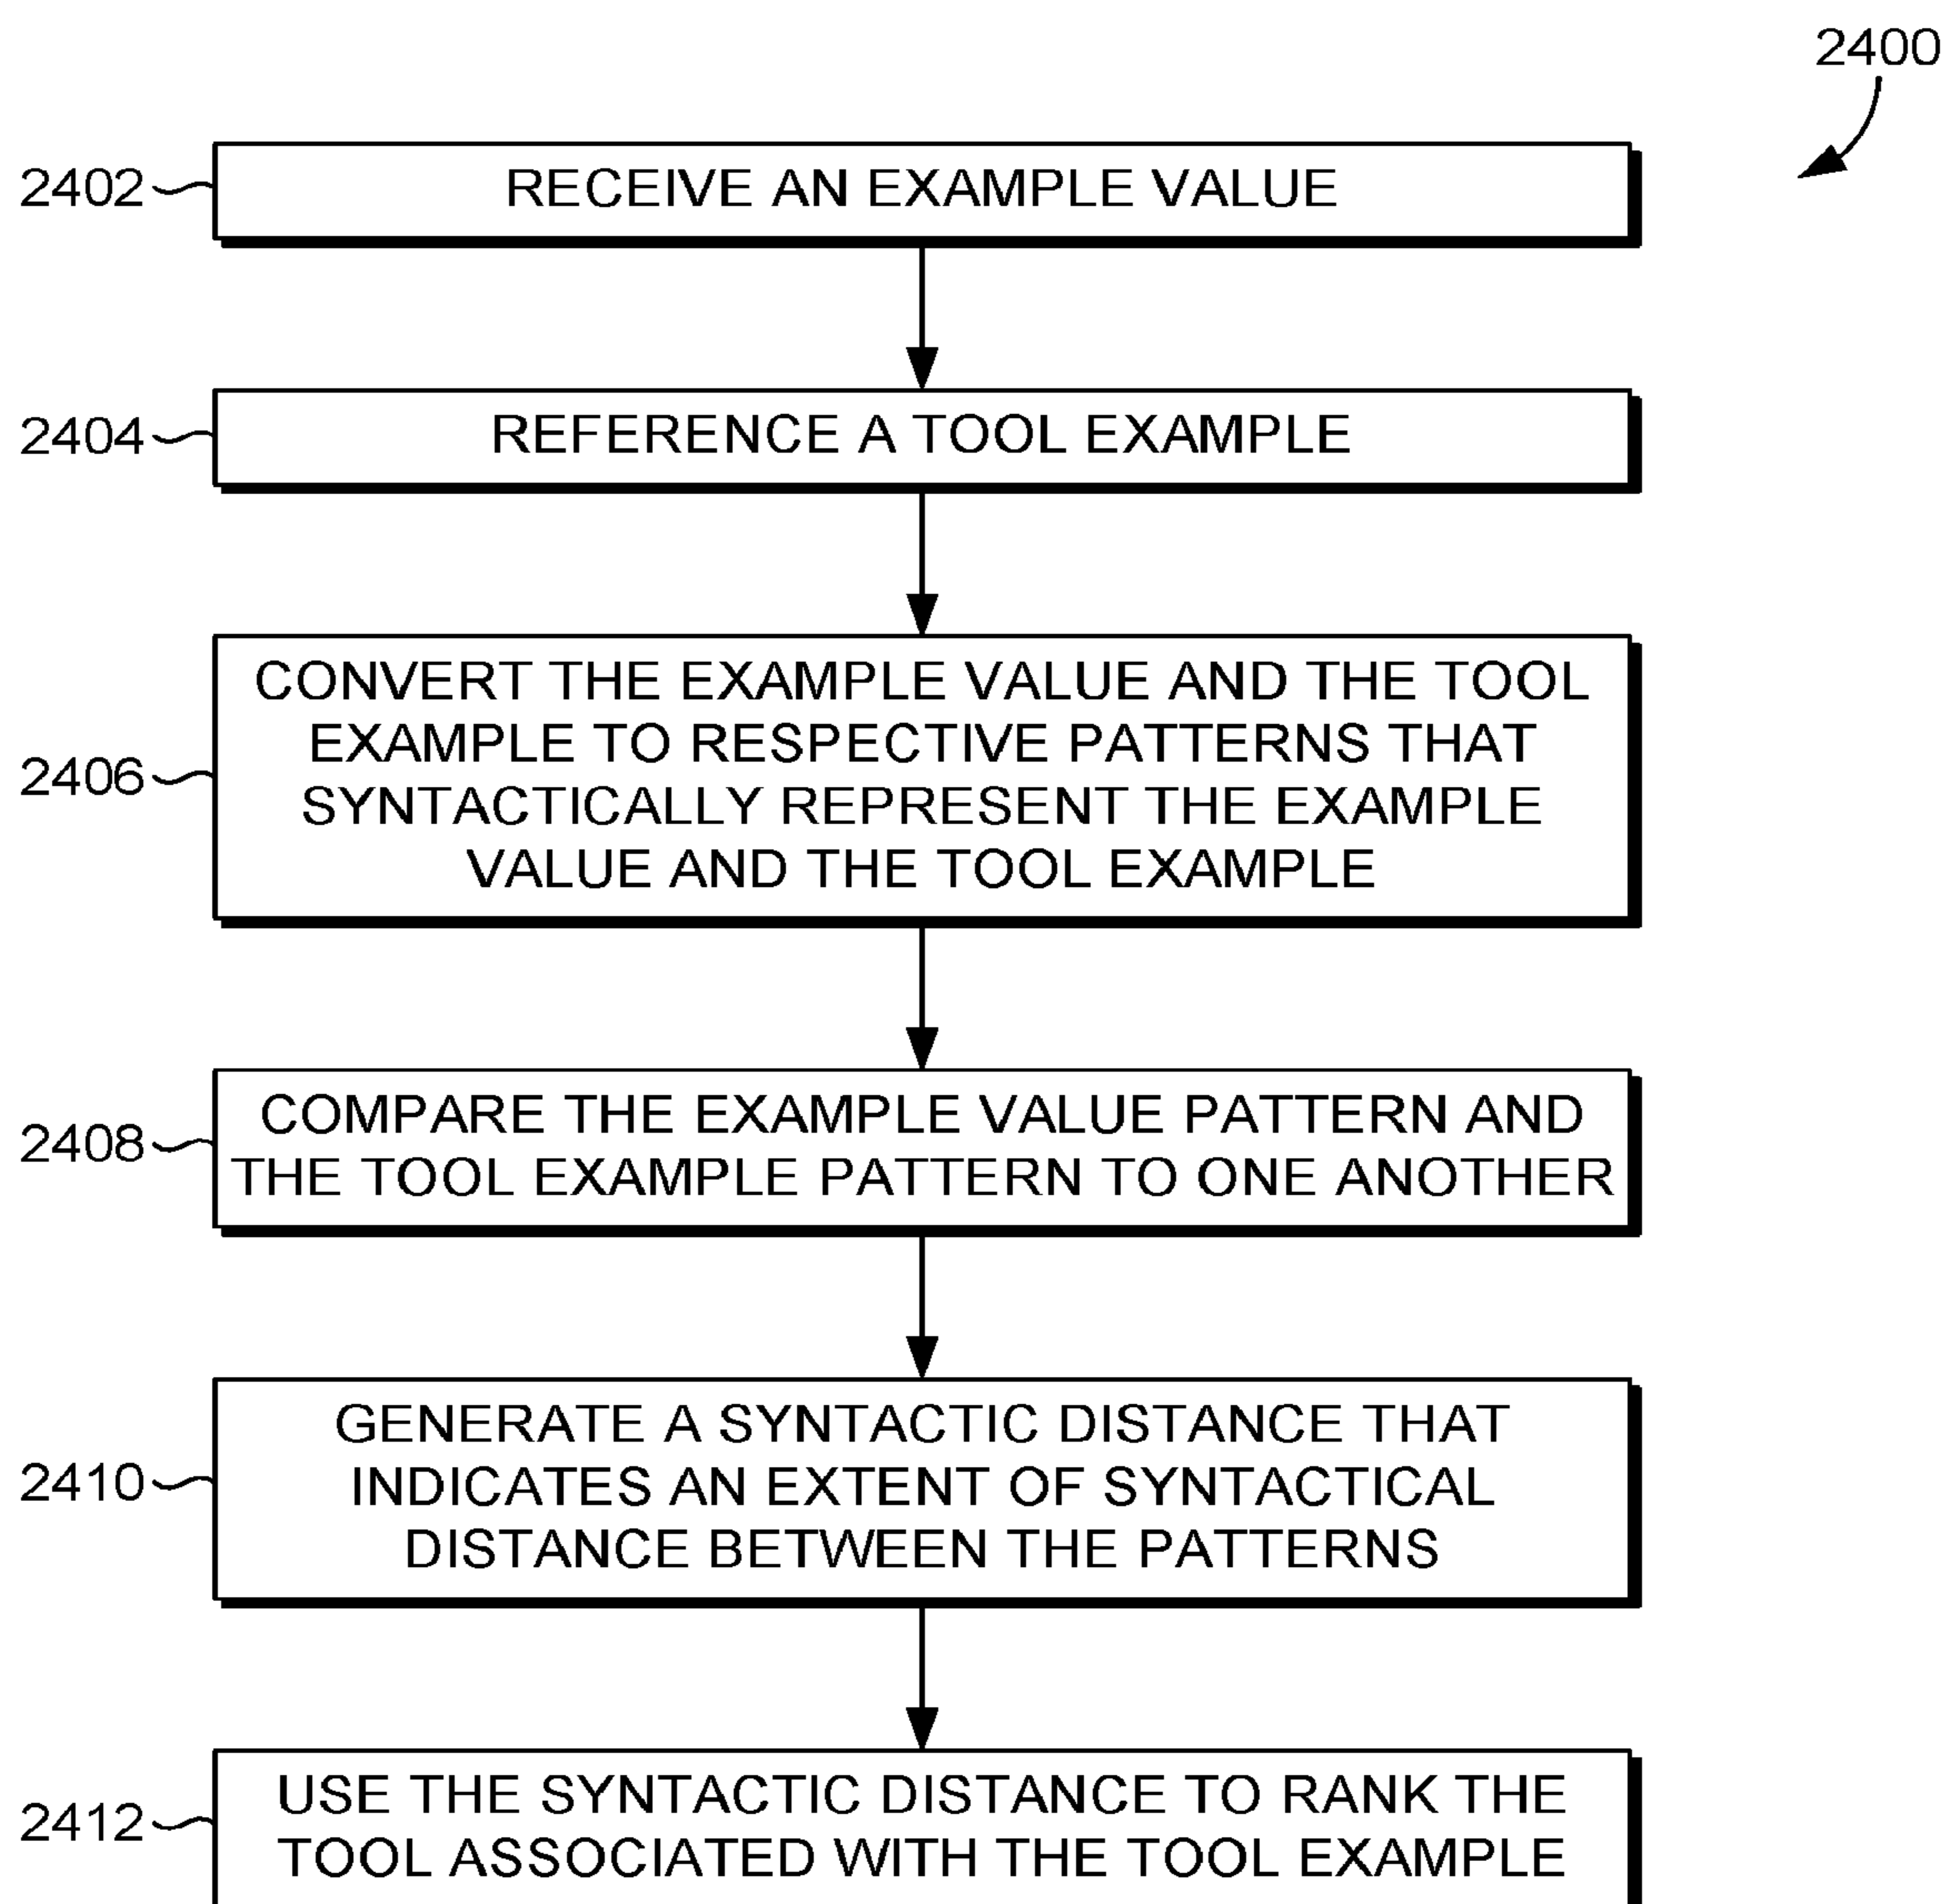 2400
2402
RECEIVE AN EXAMPLE VALUE
2404
REFERENCE A TOOL EXAMPLE
2406
CONVERT THE EXAMPLE VALUE AND THE TOOL
EXAMPLE TO RESPECTIVE PATTERNS THAT
SYNTACTICALLY REPRESENT THE EXAMPLE
VALUE AND THE TOOL EXAMPLE
2408
COMPARE THE EXAMPLE VALUE PATTERN AND
THE TOOL EXAMPLE PATTERN TO ONE ANOTHER
2410
GENERATE A SYNTACTIC DISTANCE THAT
INDICATES AN EXTENT OF SYNTACTICAL
DISTANCE BETWEEN THE PATTERNS
2412
USE THE SYNTACTIC DISTANCE TO RANK THE
TOOL ASSOCIATED WITH THE TOOL EXAMPLE